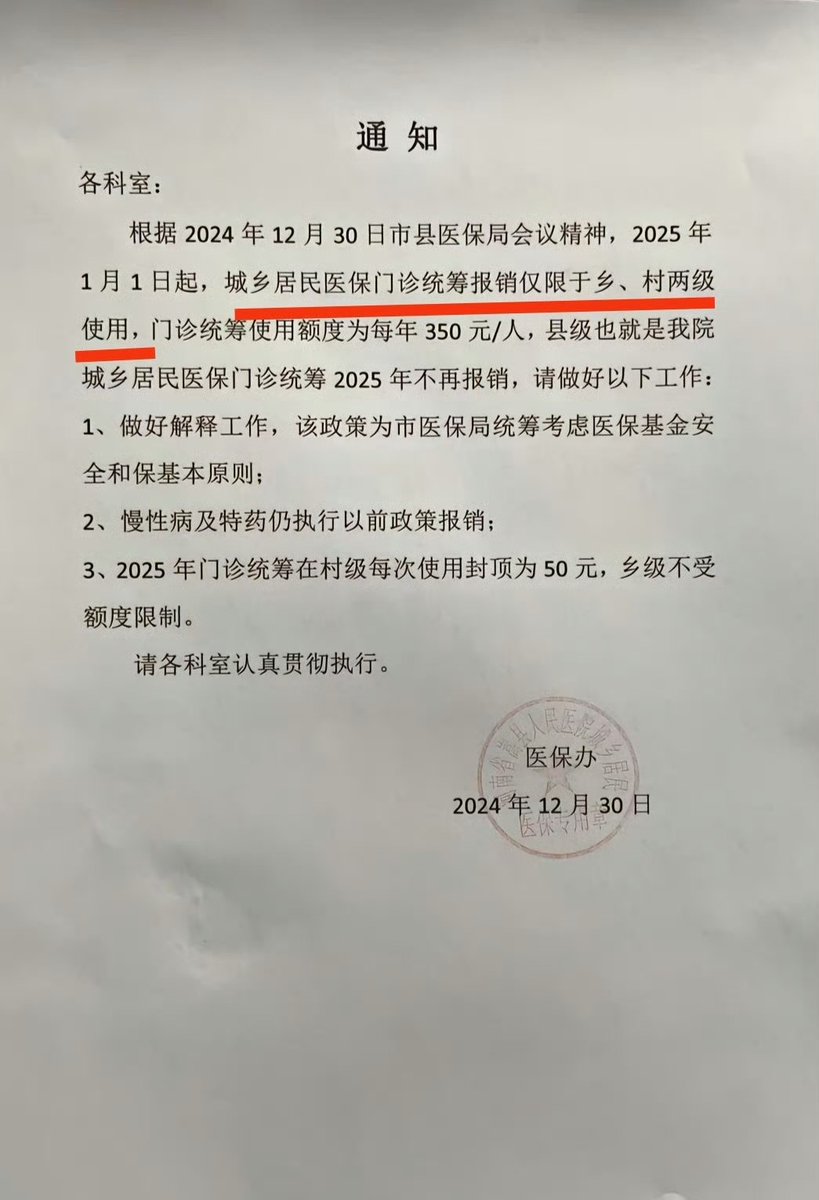 通 知
各科室：
根据 2024 年 12 月 30 日市县医保局会议精神，2025 年
1 月 1 日起，城乡居民医保门诊统筹报销仅限于乡、村两级
使用，门诊统筹使用额度为每年 350 元/人，县级也就是我院
城乡居民医保门诊统筹 2025 年不再报销，请做好以下工作：
1、做好解释工作，该政策为市医保局统筹考虑医保基金安
全和保基本原则；
2、慢性病及特药仍执行以前政策报销；
3、2025 年门诊统筹在村级每次使用封顶为 50 元，乡级不受
额度限制。
请各科室认真贯彻执行。
河南省嵩县人民医院城乡居民
医保办
2024 年 12 月 30 日
医保专用章